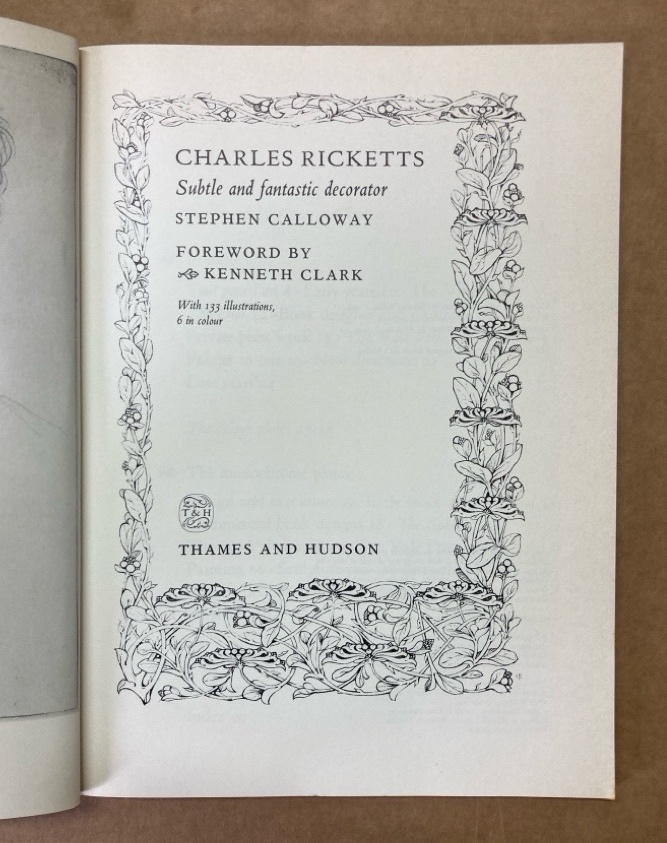 CHARLES RICKETTS
Subtle and fantastic decorator
STEPHEN CALLOWAY
FOREWORD BY
KENNETH CLARK
With 133 illustrations,
6 in colour
T & H
THAMES AND HUDSON